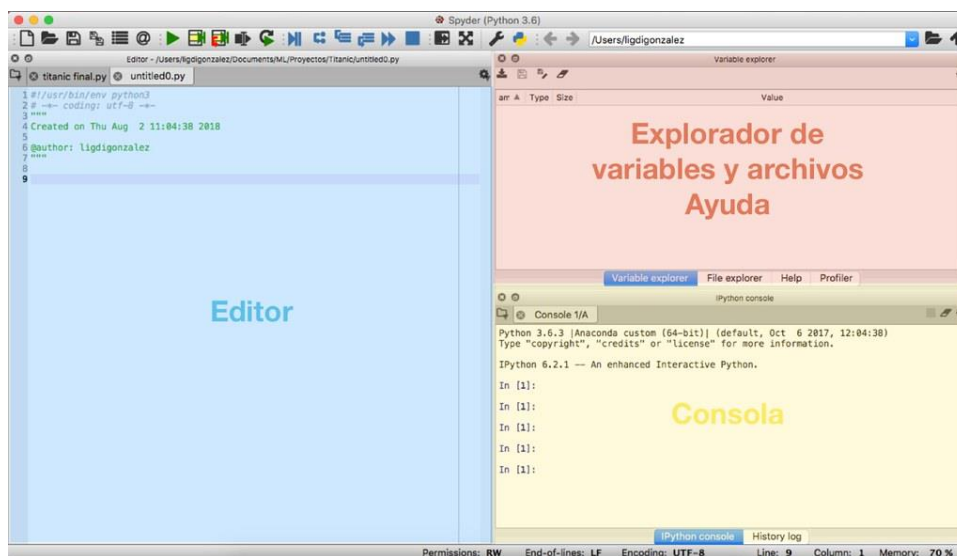 Spyder (Python 3.6)
/Users/ligdigonzalez
Editor - /Users/ligdigonzalez/Documents/ML/Proyectos/Titanic/untitled0.py
titanic final.py
untitled0.py
1 #!/usr/bin/env python3
2 # -*- coding: utf-8 -*-
3 """
4 Created on Thu Aug  2 11:04:38 2018
5
6 @author: ligdigonzalez
7 """
8
9
Editor
Variable explorer
Type Size Value
Explorador de
variables y archivos
Ayuda
Variable explorer File explorer Help Profiler
IPython console
Console 1/A
Python 3.6.3 |Anaconda custom (64-bit)| (default, Oct  6 2017, 12:04:38)
Type "copyright", "credits" or "license" for more information.
IPython 6.2.1 -- An enhanced Interactive Python.
In [1]:
In [1]:
In [1]:
In [1]:
In [1]:
Consola
IPython console History log
Permissions: RW End-of-lines: LF Encoding: UTF-8 Line: 9 Column: 1 Memory: 70 %